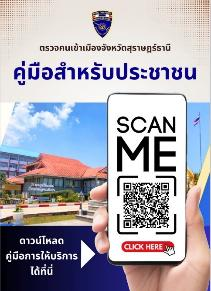 ตรวจคนเข้าเมืองจังหวัดสุราษฎร์ธานี
คู่มือสำหรับประชาชน
SCAN
ME
CLICK HERE
ดาวน์โหลด
คู่มือการให้บริการ
ได้ที่นี่